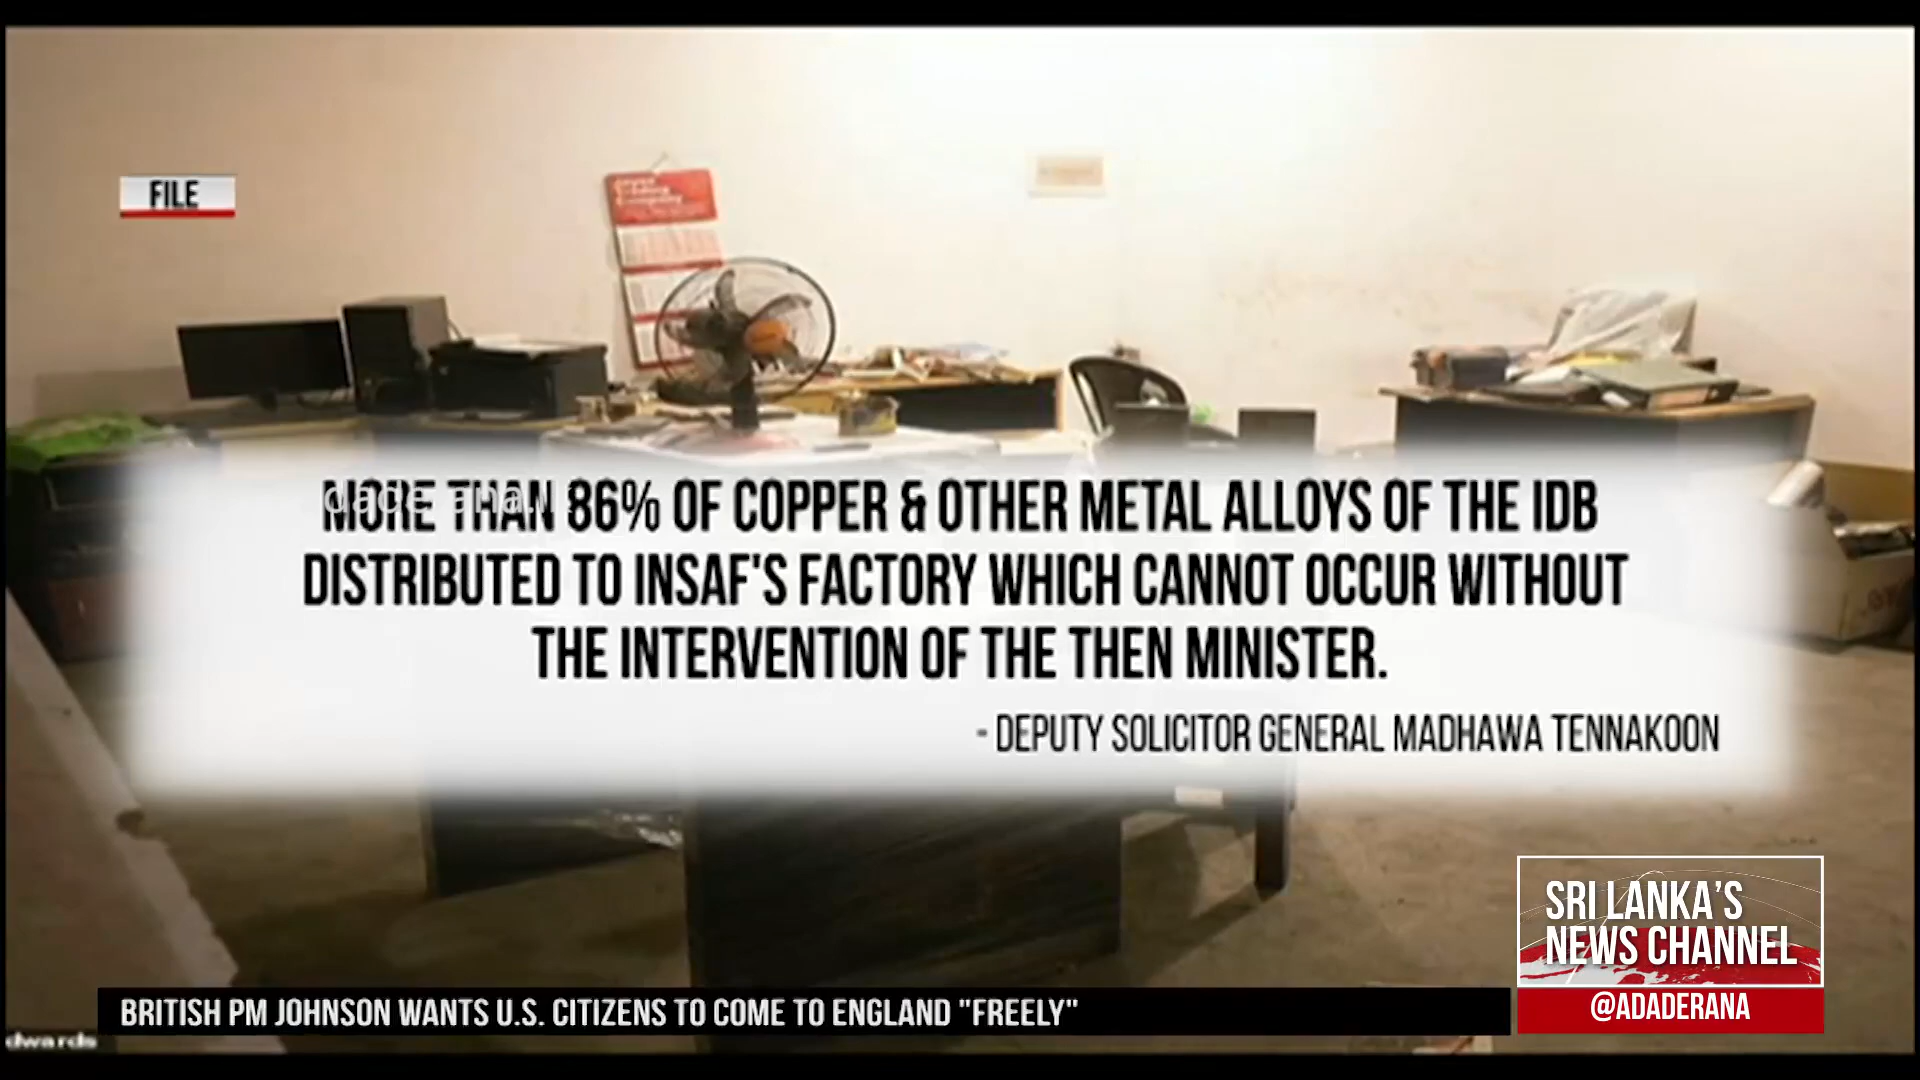 FILE
MORE THAN 86% OF COPPER & OTHER METAL ALLOYS OF THE IDB
DISTRIBUTED TO INSAF'S FACTORY WHICH CANNOT OCCUR WITHOUT
THE INTERVENTION OF THE THEN MINISTER.
- DEPUTY SOLICITOR GENERAL MADHAWA TENNAKOON
SRI LANKA'S
NEWS CHANNEL
@ADADERANA
BRITISH PM JOHNSON WANTS U.S. CITIZENS TO COME TO ENGLAND "FREELY"
dwards